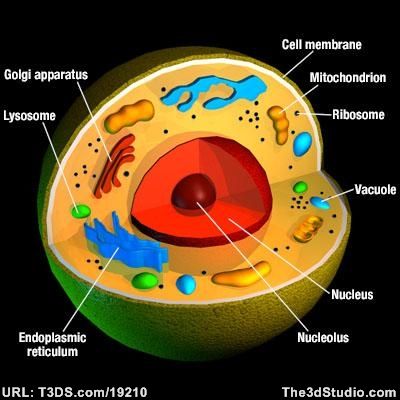 Cell membrane
Golgi apparatus
Mitochondrion
Lysosome
Ribosome
Vacuole
Nucleus
Endoplasmic
reticulum
Nucleolus
URL: T3DS.com/19210
The3dStudio.com